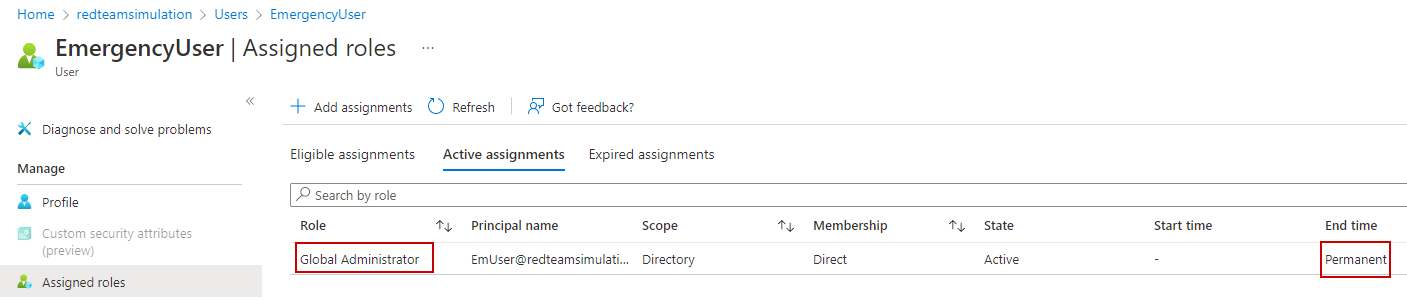 Home > redteamsimulation > Users > EmergencyUser
EmergencyUser | Assigned roles ...
User
«
Add assignments Refresh Got feedback?
Diagnose and solve problems
Eligible assignments Active assignments Expired assignments
Manage
Search by role
Profile
Role Principal name Scope Membership State Start time End time
Custom security attributes
(preview)
Global Administrator EmUser@redteamsimulati... Directory Direct Active - Permanent
Assigned roles